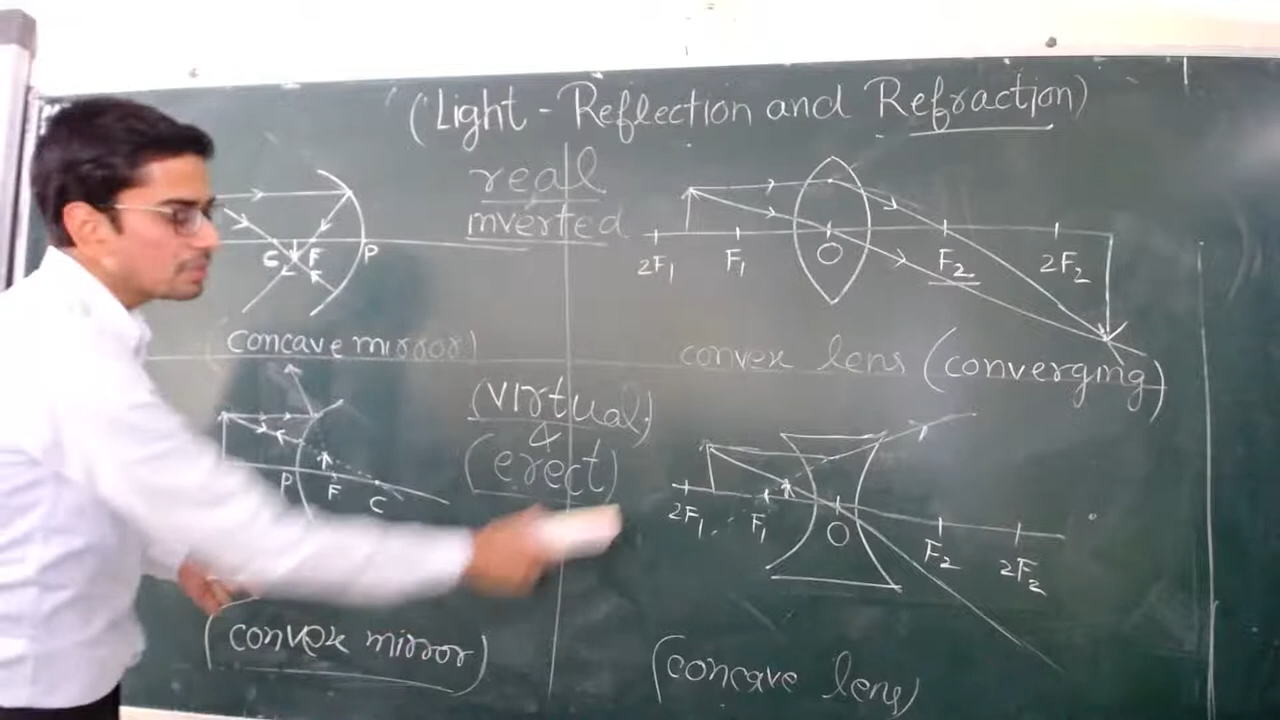 (Light - Reflection and Refraction)
real
inverted
C F P
(concave mirror)
2F₁ F₁ O F₂ 2F₂
convex lens (converging)
(virtual)
&
(erect)
P F C
(convex mirror)
2F₁ F₁ O F₂ 2F₂
(concave lens)